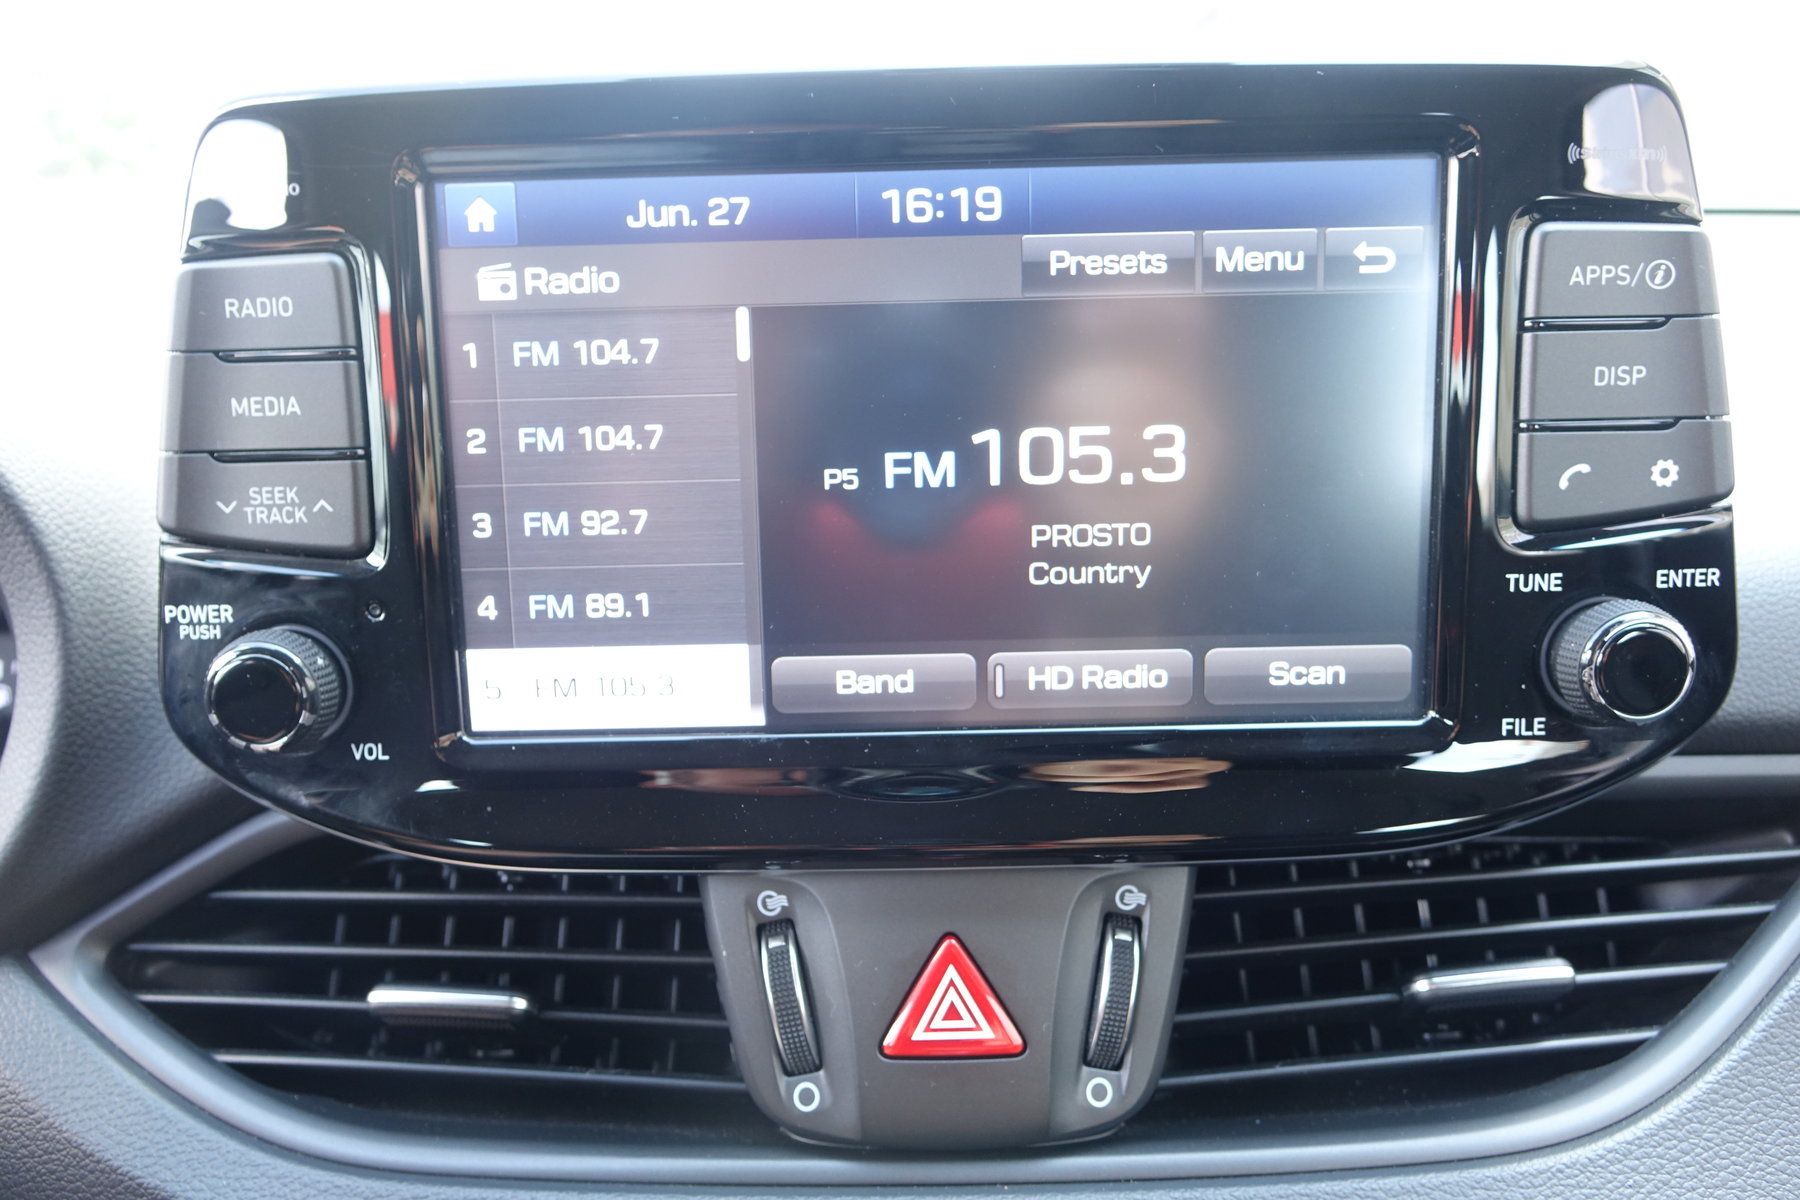 Jun. 27
16:19
Radio
Presets
Menu
RADIO
MEDIA
SEEK
TRACK
POWER
PUSH
VOL
1 FM 104.7
2 FM 104.7
3 FM 92.7
4 FM 89.1
5 FM 105.3
P5 FM 105.3
PROSTO
Country
Band
HD Radio
Scan
((SiriusXM))
APPS/i
DISP
TUNE
ENTER
FILE